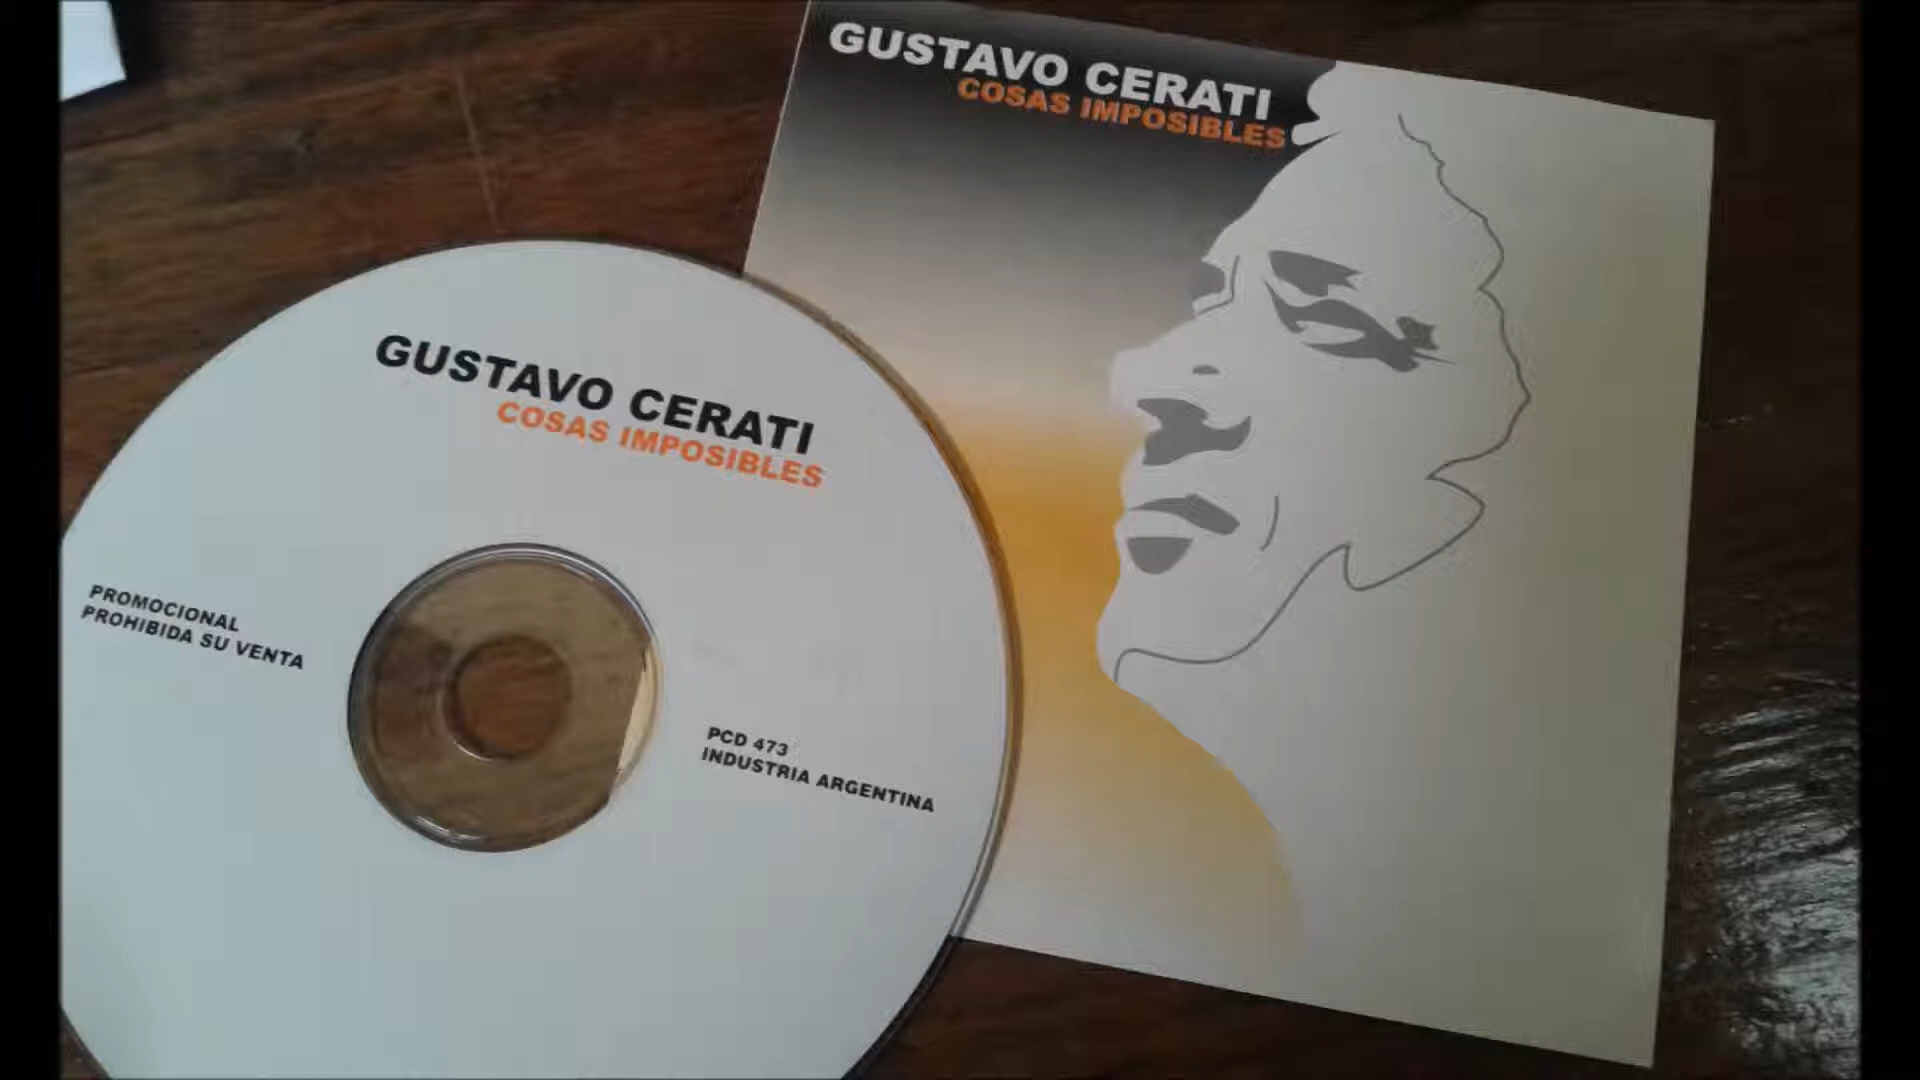 GUSTAVO CERATI
COSAS IMPOSIBLES
GUSTAVO CERATI
COSAS IMPOSIBLES
PROMOCIONAL
PROHIBIDA SU VENTA
PCD 473
INDUSTRIA ARGENTINA